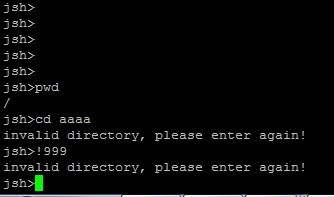 jsh>
jsh>
jsh>
jsh>
jsh>
jsh>pwd
/
jsh>cd aaaa
invalid directory, please enter again!
jsh>!999
invalid directory, please enter again!
jsh>